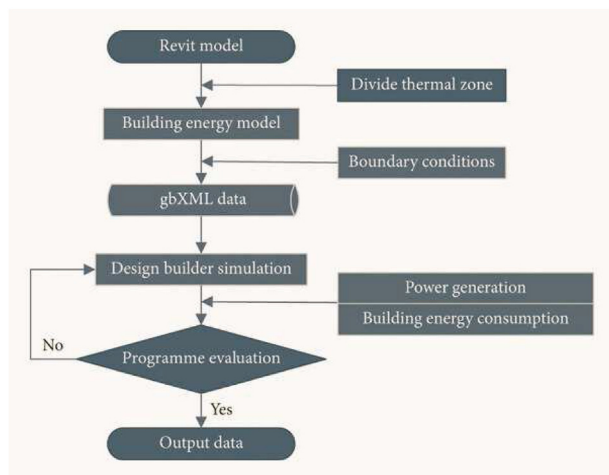 Revit model
Divide thermal zone
Building energy model
Boundary conditions
gbXML data
Design builder simulation
Power generation
Building energy consumption
No
Programme evaluation
Yes
Output data